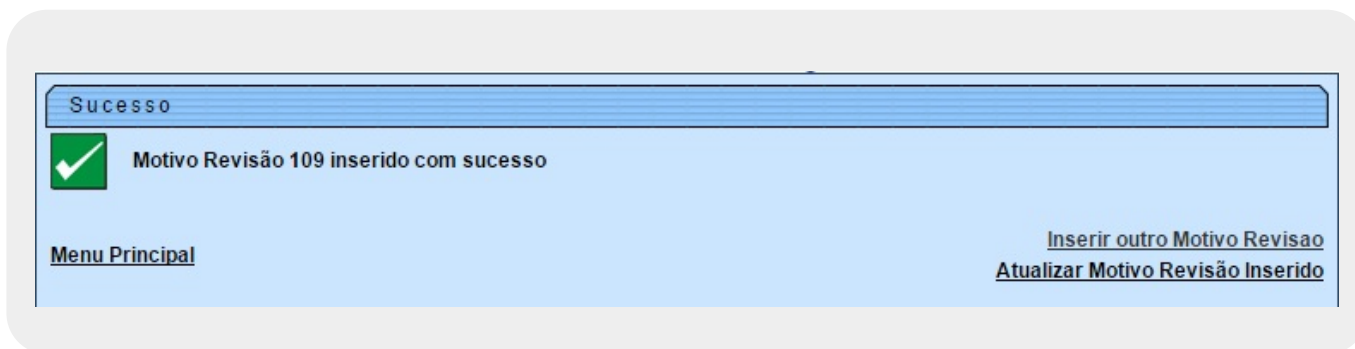 Sucesso
Motivo Revisão 109 inserido com sucesso
Inserir outro Motivo Revisao
Menu Principal
Atualizar Motivo Revisão Inserido